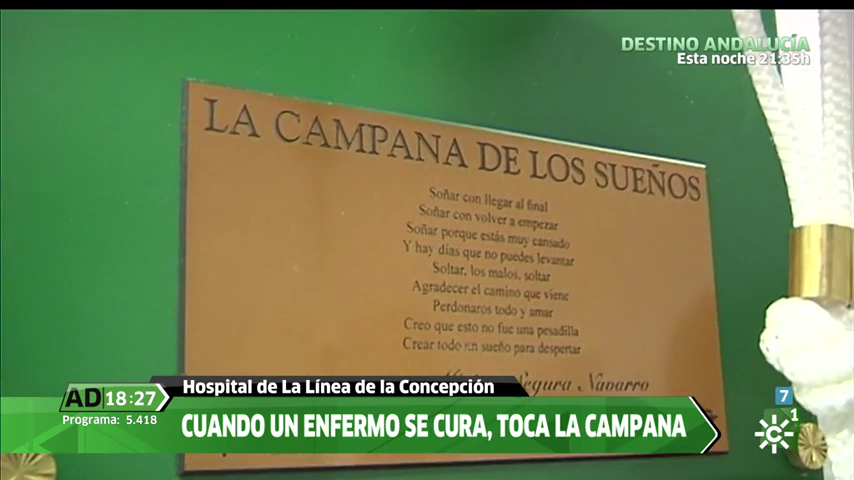 DESTINO ANDALUCÍA
Esta noche 21:35h
LA CAMPANA DE LOS SUEÑOS
Soñar con llegar al final
Soñar con volver a empezar
Soñar porque estás muy cansado
Y hay días que no puedes levantar
Soltar, los malos, soltar
Agradecer el camino que viene
Perdonaros todo y amar
Creo que esto no fue una pesadilla
Crear todo un sueño para despertar
Segura Navarro
Hospital de La Línea de la Concepción
AD 18:27
Programa: 5.418
CUANDO UN ENFERMO SE CURA, TOCA LA CAMPANA
7
1